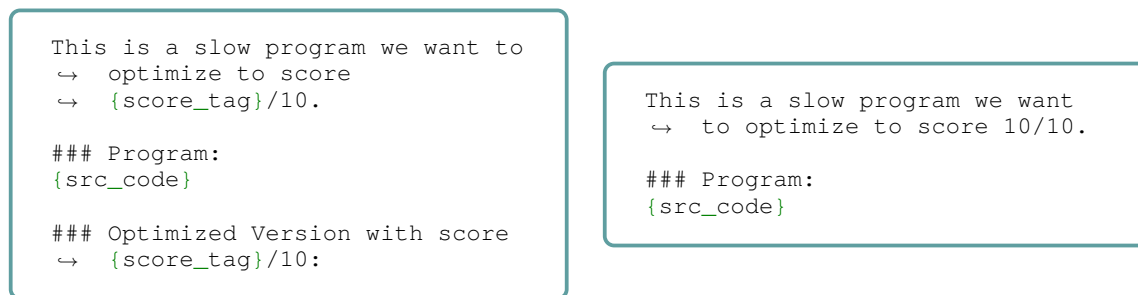 This is a slow program we want to
↪ optimize to score
↪ {score_tag}/10.
### Program:
{src_code}
### Optimized Version with score
↪ {score_tag}/10:
This is a slow program we want
↪ to optimize to score 10/10.
### Program:
{src_code}